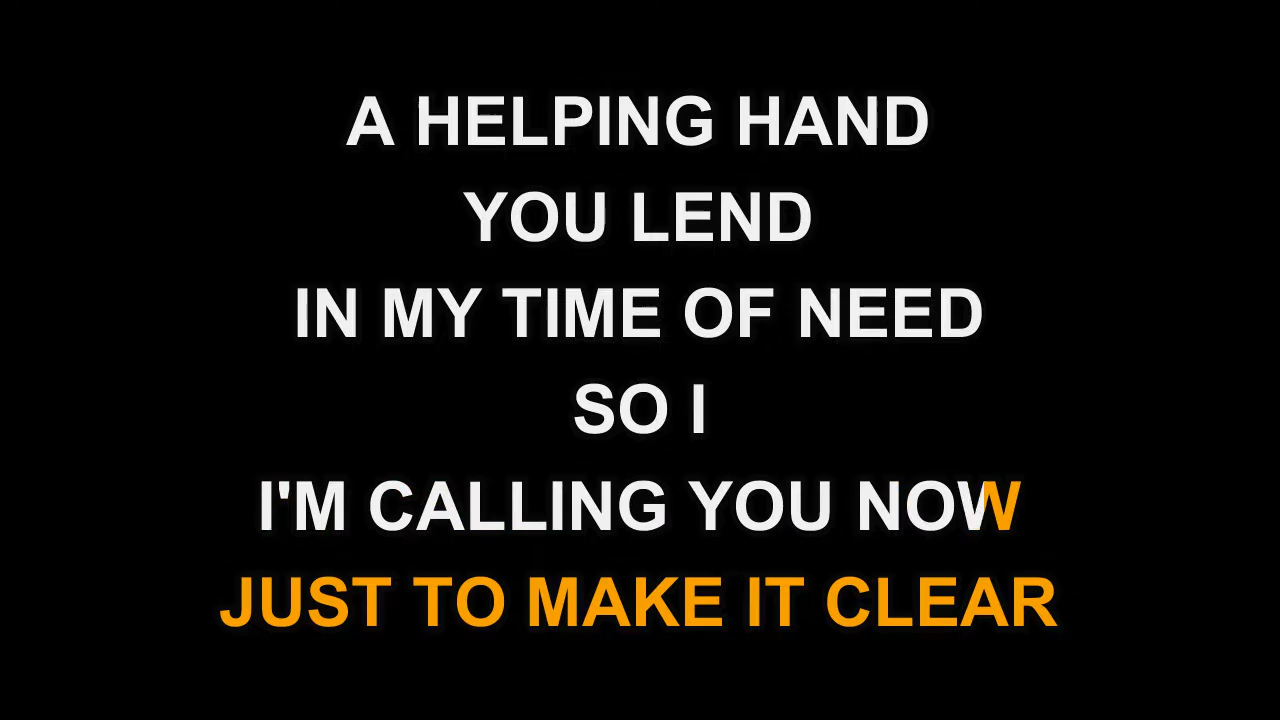 A HELPING HAND
YOU LEND
IN MY TIME OF NEED
SO I
I'M CALLING YOU NOW
JUST TO MAKE IT CLEAR